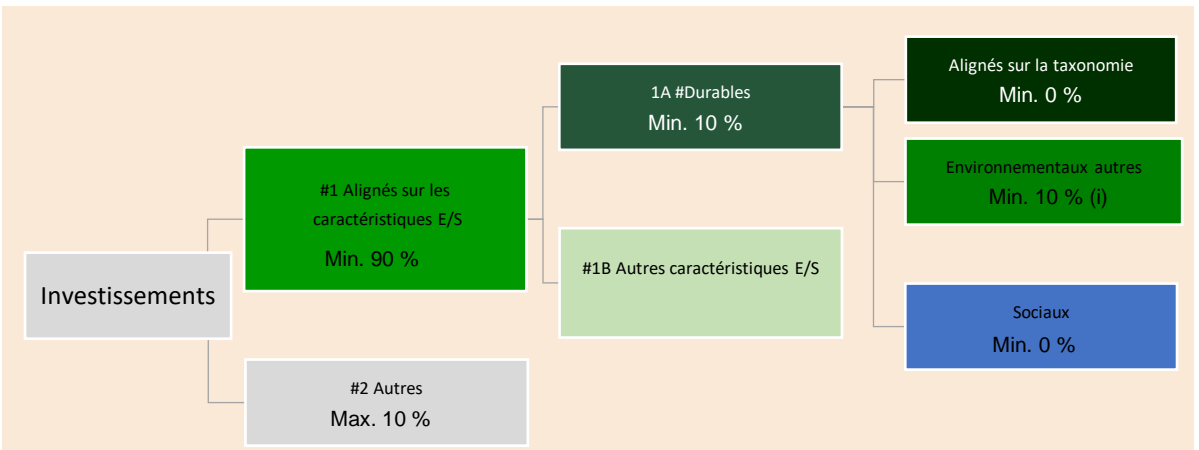 Investissements
#1 Alignés sur les
caractéristiques E/S
Min. 90 %
#2 Autres
Max. 10 %
1A #Durables
Min. 10 %
#1B Autres caractéristiques E/S
Alignés sur la taxonomie
Min. 0 %
Environnementaux autres
Min. 10 % (i)
Sociaux
Min. 0 %